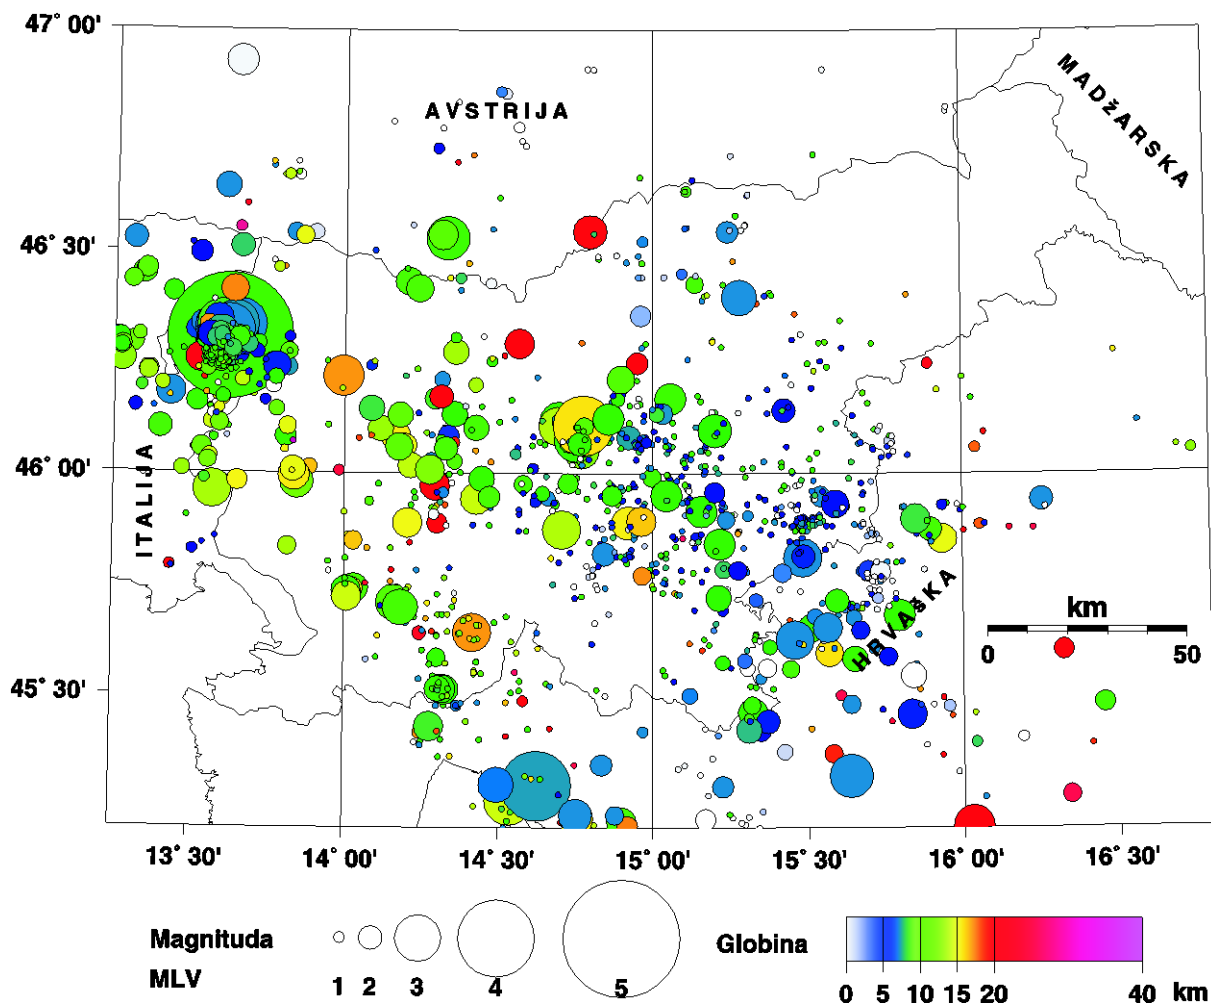 47° 00'
AVSTRIJA
MADŽARSKA
46° 30'
46° 00'
ITALIJA
HRVAŠKA
km
0 50
45° 30'
13° 30' 14° 00' 14° 30' 15° 00' 15° 30' 16° 00' 16° 30'
Magnituda
MLV 1 2 3 4 5
Globina
0 5 10 15 20 40 km